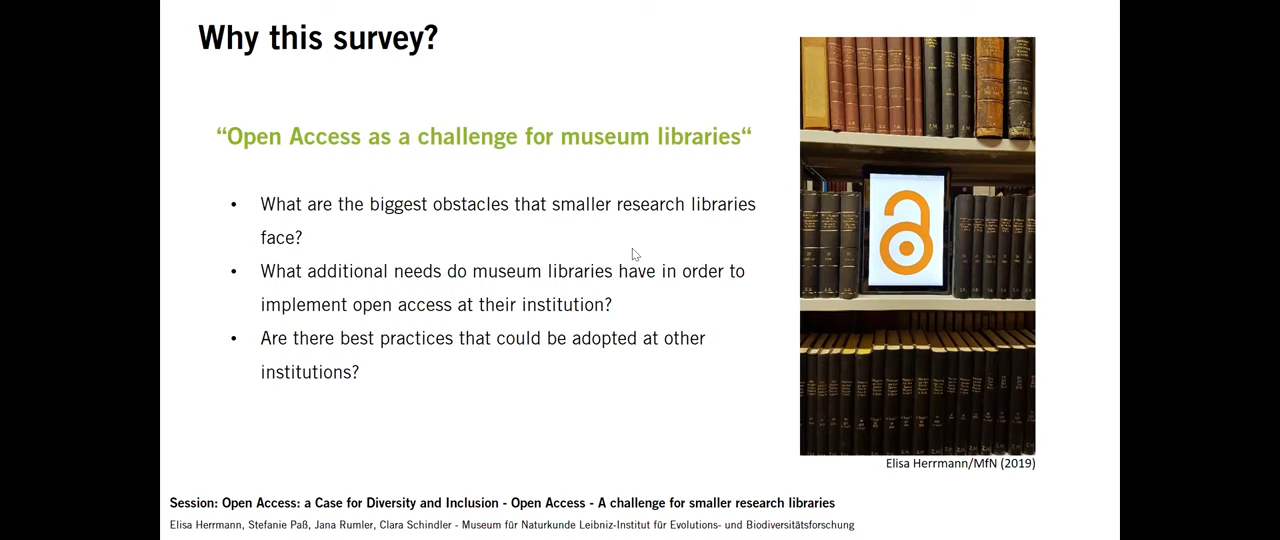 Why this survey?
“Open Access as a challenge for museum libraries“
• What are the biggest obstacles that smaller research libraries
face?
• What additional needs do museum libraries have in order to
implement open access at their institution?
• Are there best practices that could be adopted at other
institutions?
Elisa Herrmann/MfN (2019)
Session: Open Access: a Case for Diversity and Inclusion - Open Access - A challenge for smaller research libraries
Elisa Herrmann, Stefanie Paß, Jana Rumler, Clara Schindler - Museum für Naturkunde Leibniz-Institut für Evolutions- und Biodiversitätsforschung